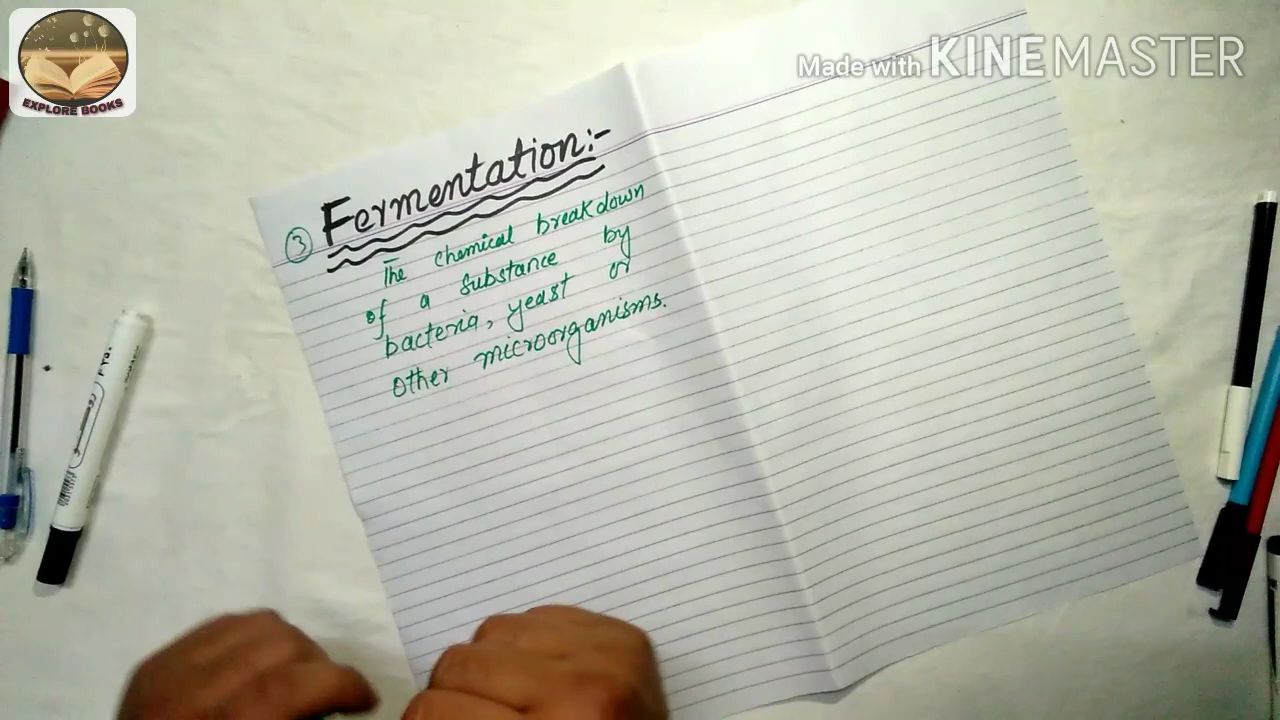 EXPLORE BOOKS
Made with KINEMASTER
Fermentation:-
③ The chemical breakdown
of a substance by
bacteria, yeast or
other microorganisms.